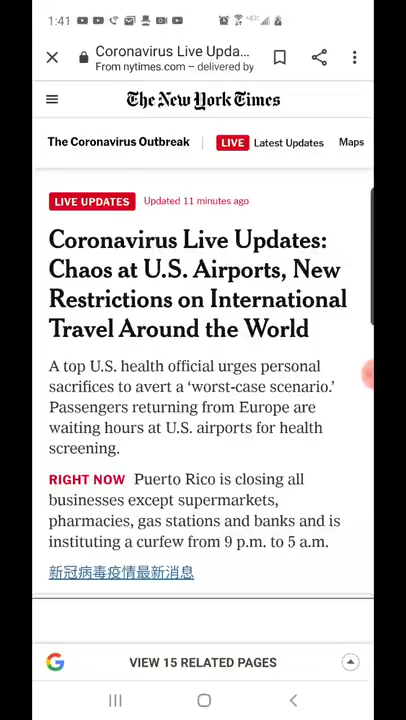 1:41
Coronavirus Live Upda...
From nytimes.com – delivered by
The New York Times
The Coronavirus Outbreak
LIVE Latest Updates Maps
LIVE UPDATES Updated 11 minutes ago
Coronavirus Live Updates:
Chaos at U.S. Airports, New
Restrictions on International
Travel Around the World
A top U.S. health official urges personal
sacrifices to avert a ‘worst-case scenario.’
Passengers returning from Europe are
waiting hours at U.S. airports for health
screening.
RIGHT NOW Puerto Rico is closing all
businesses except supermarkets,
pharmacies, gas stations and banks and is
instituting a curfew from 9 p.m. to 5 a.m.
新冠病毒疫情最新消息
VIEW 15 RELATED PAGES